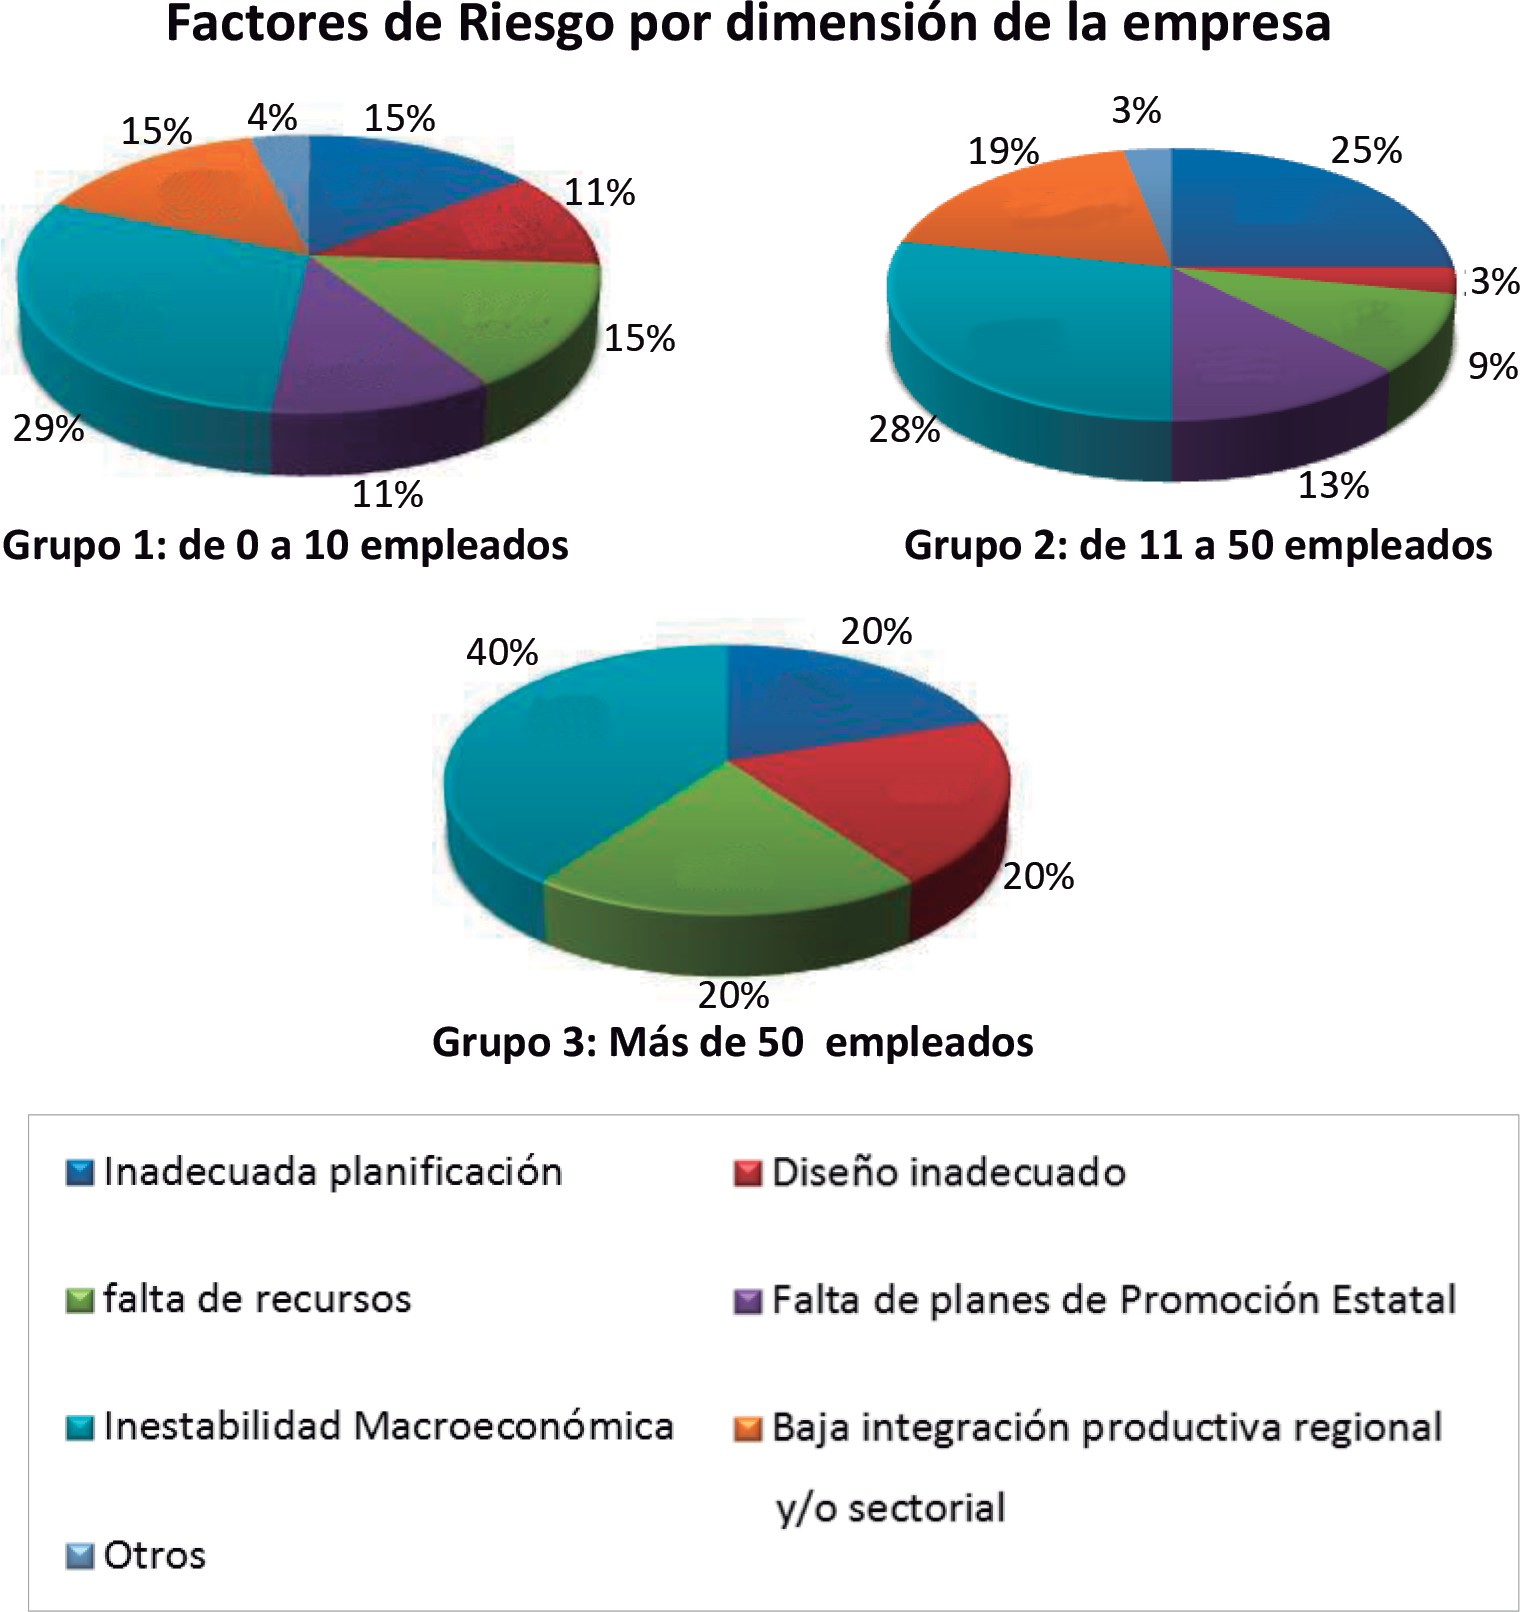 Factores de Riesgo por dimensión de la empresa
15%
4%
15%
11%
15%
11%
29%
Grupo 1: de 0 a 10 empleados
3%
19%
25%
3%
9%
13%
28%
Grupo 2: de 11 a 50 empleados
40%
20%
20%
20%
Grupo 3: Más de 50 empleados
Inadecuada planificación
Diseño inadecuado
falta de recursos
Falta de planes de Promoción Estatal
Inestabilidad Macroeconómica
Baja integración productiva regional
y/o sectorial
Otros